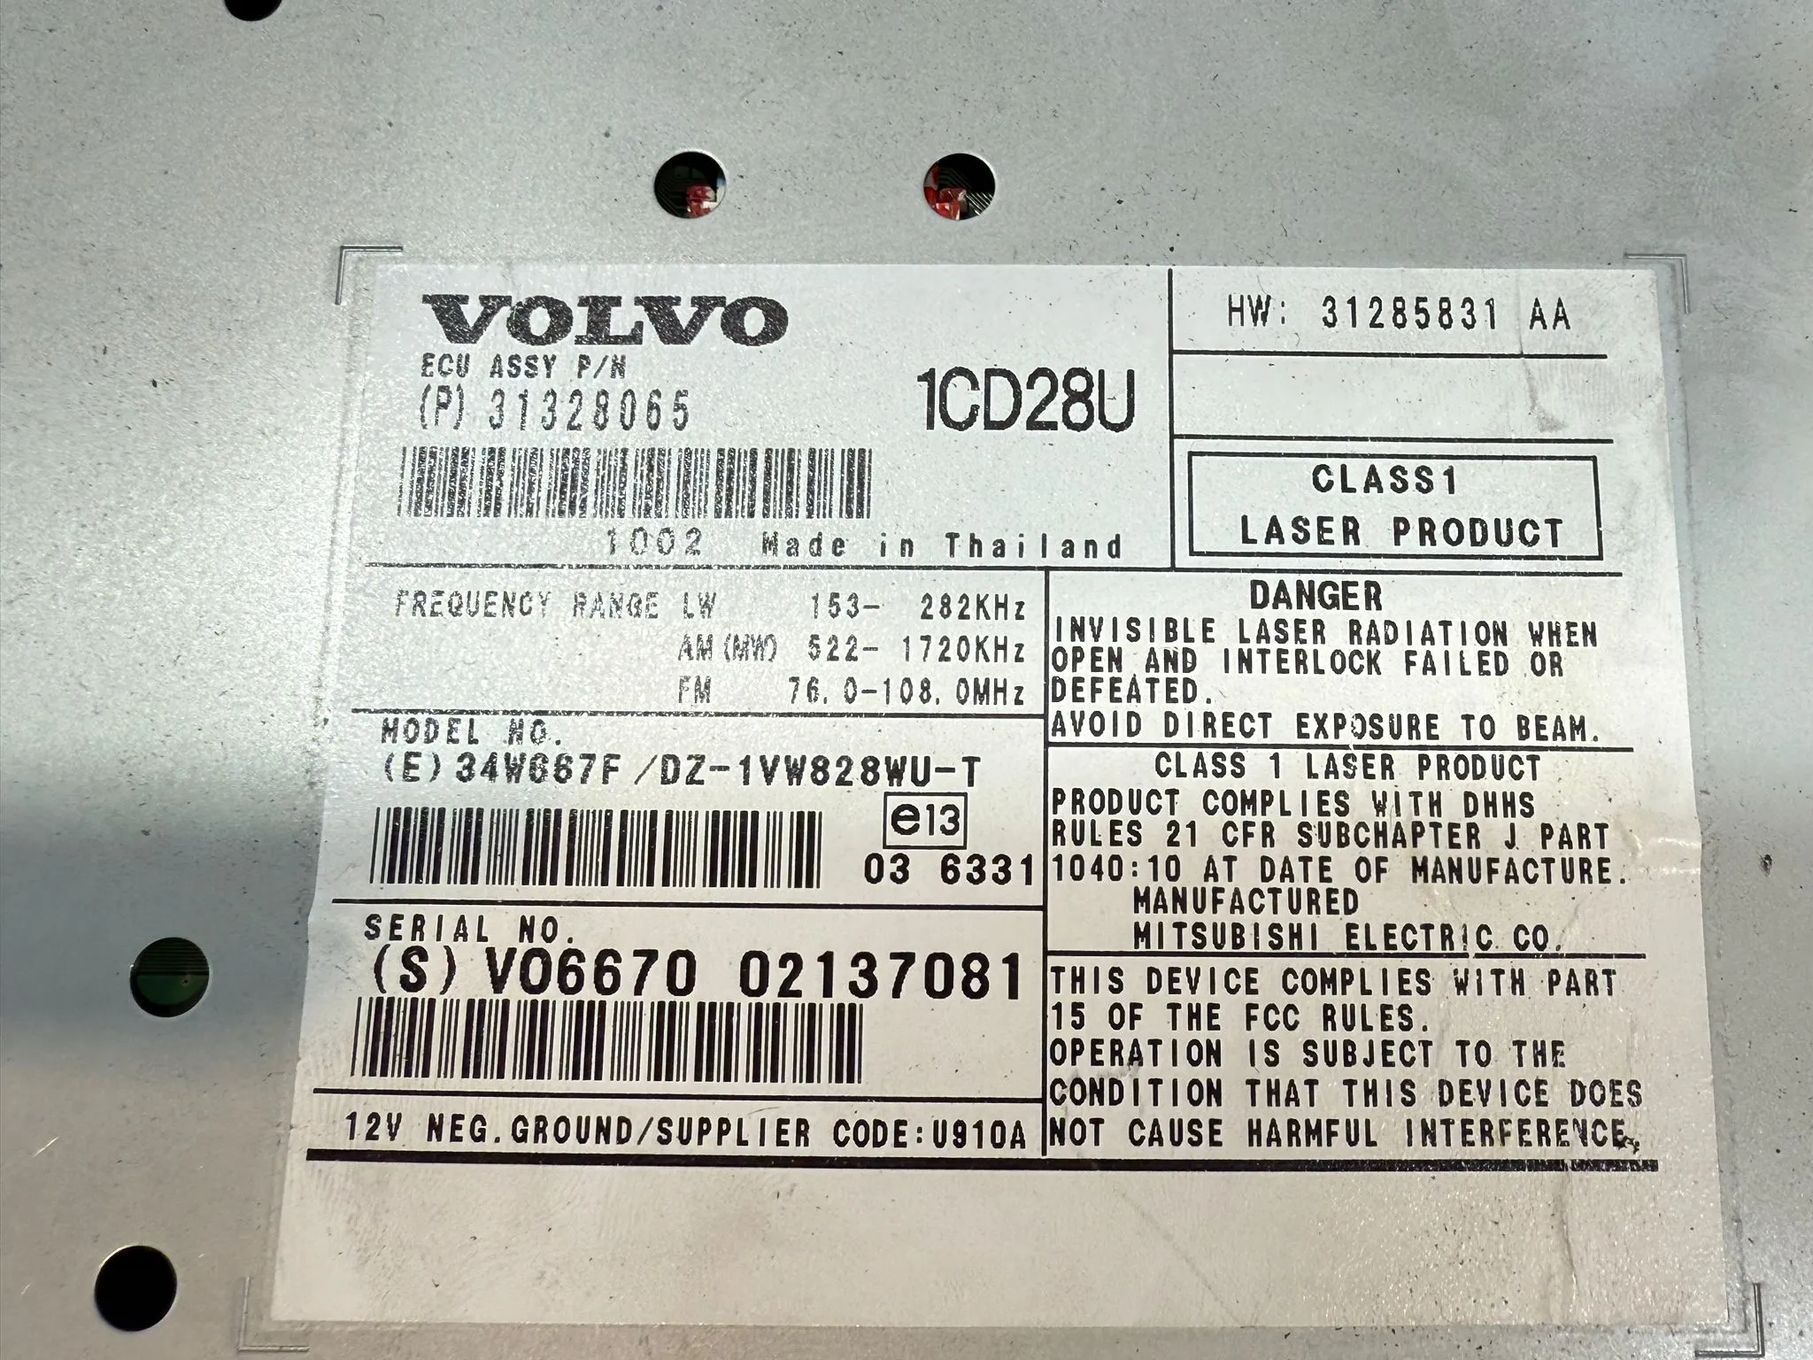 VOLVO
ECU ASSY P/N
(P) 31328065
1CD28U
1002 Made in Thailand
HW: 31285831 AA
CLASS1
LASER PRODUCT
FREQUENCY RANGE LW 153- 282KHz
AM(MW) 522- 1720KHz
FM 76.0-108.0MHz
DANGER
INVISIBLE LASER RADIATION WHEN
OPEN AND INTERLOCK FAILED OR
DEFEATED.
AVOID DIRECT EXPOSURE TO BEAM.
MODEL NO.
(E) 34W667F /DZ-1VW828WU-T
e13
03 6331
CLASS 1 LASER PRODUCT
PRODUCT COMPLIES WITH DHHS
RULES 21 CFR SUBCHAPTER J PART
1040:10 AT DATE OF MANUFACTURE.
MANUFACTURED
MITSUBISHI ELECTRIC CO.
SERIAL NO.
(S) VO6670 02137081
THIS DEVICE COMPLIES WITH PART
15 OF THE FCC RULES.
OPERATION IS SUBJECT TO THE
CONDITION THAT THIS DEVICE DOES
NOT CAUSE HARMFUL INTERFERENCE.
12V NEG.GROUND/SUPPLIER CODE:U910A